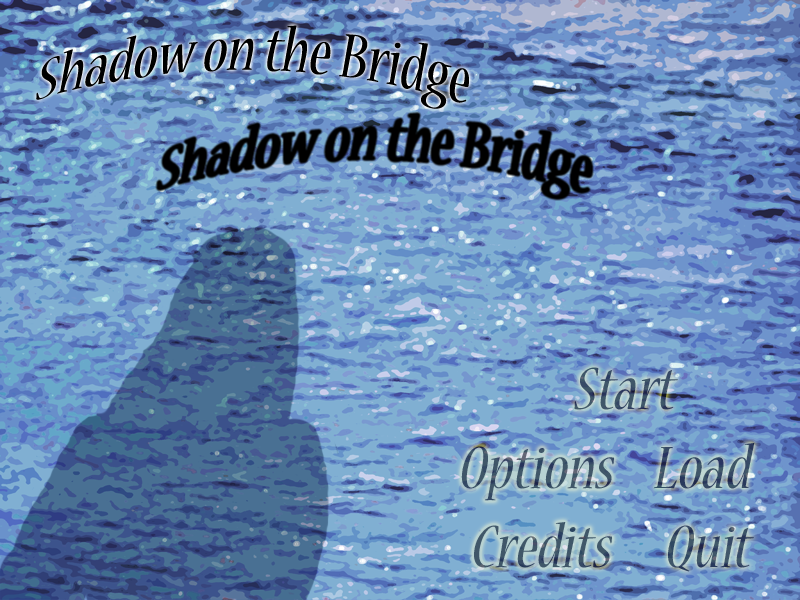 Shadow on the Bridge
Shadow on the Bridge
Start
Options Load
Credits Quit